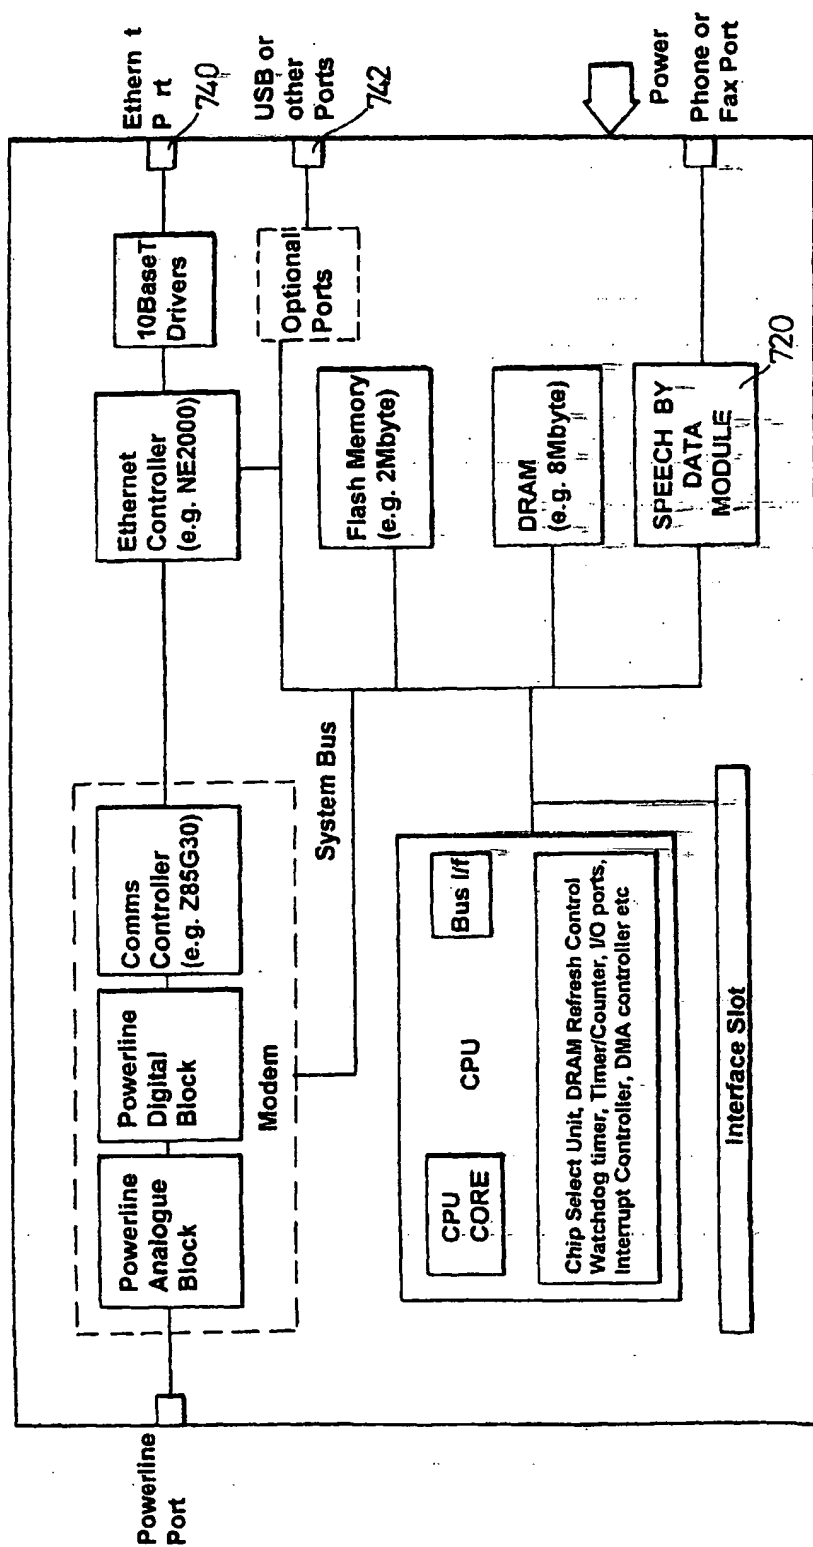 Powerline
Port
Powerline
Analogue
Block
Powerline
Digital
Block
Comms
Controller
(e.g. Z85G30)
Modem
Ethernet
Controller
(e.g. NE2000)
10BaseT
Drivers
Ethern t
P rt
740
System Bus
Optional
Ports
USB or
other
Ports
742
Flash Memory
(e.g. 2Mbyte)
DRAM
(e.g. 8Mbyte)
SPEECH BY
DATA
MODULE
720
Power
Phone or
Fax Port
CPU
CORE
CPU
Bus I/f
Chip Select Unit, DRAM Refresh Control
Watchdog timer, Timer/Counter, I/O ports,
Interrupt Controller, DMA controller etc
Interface Slot